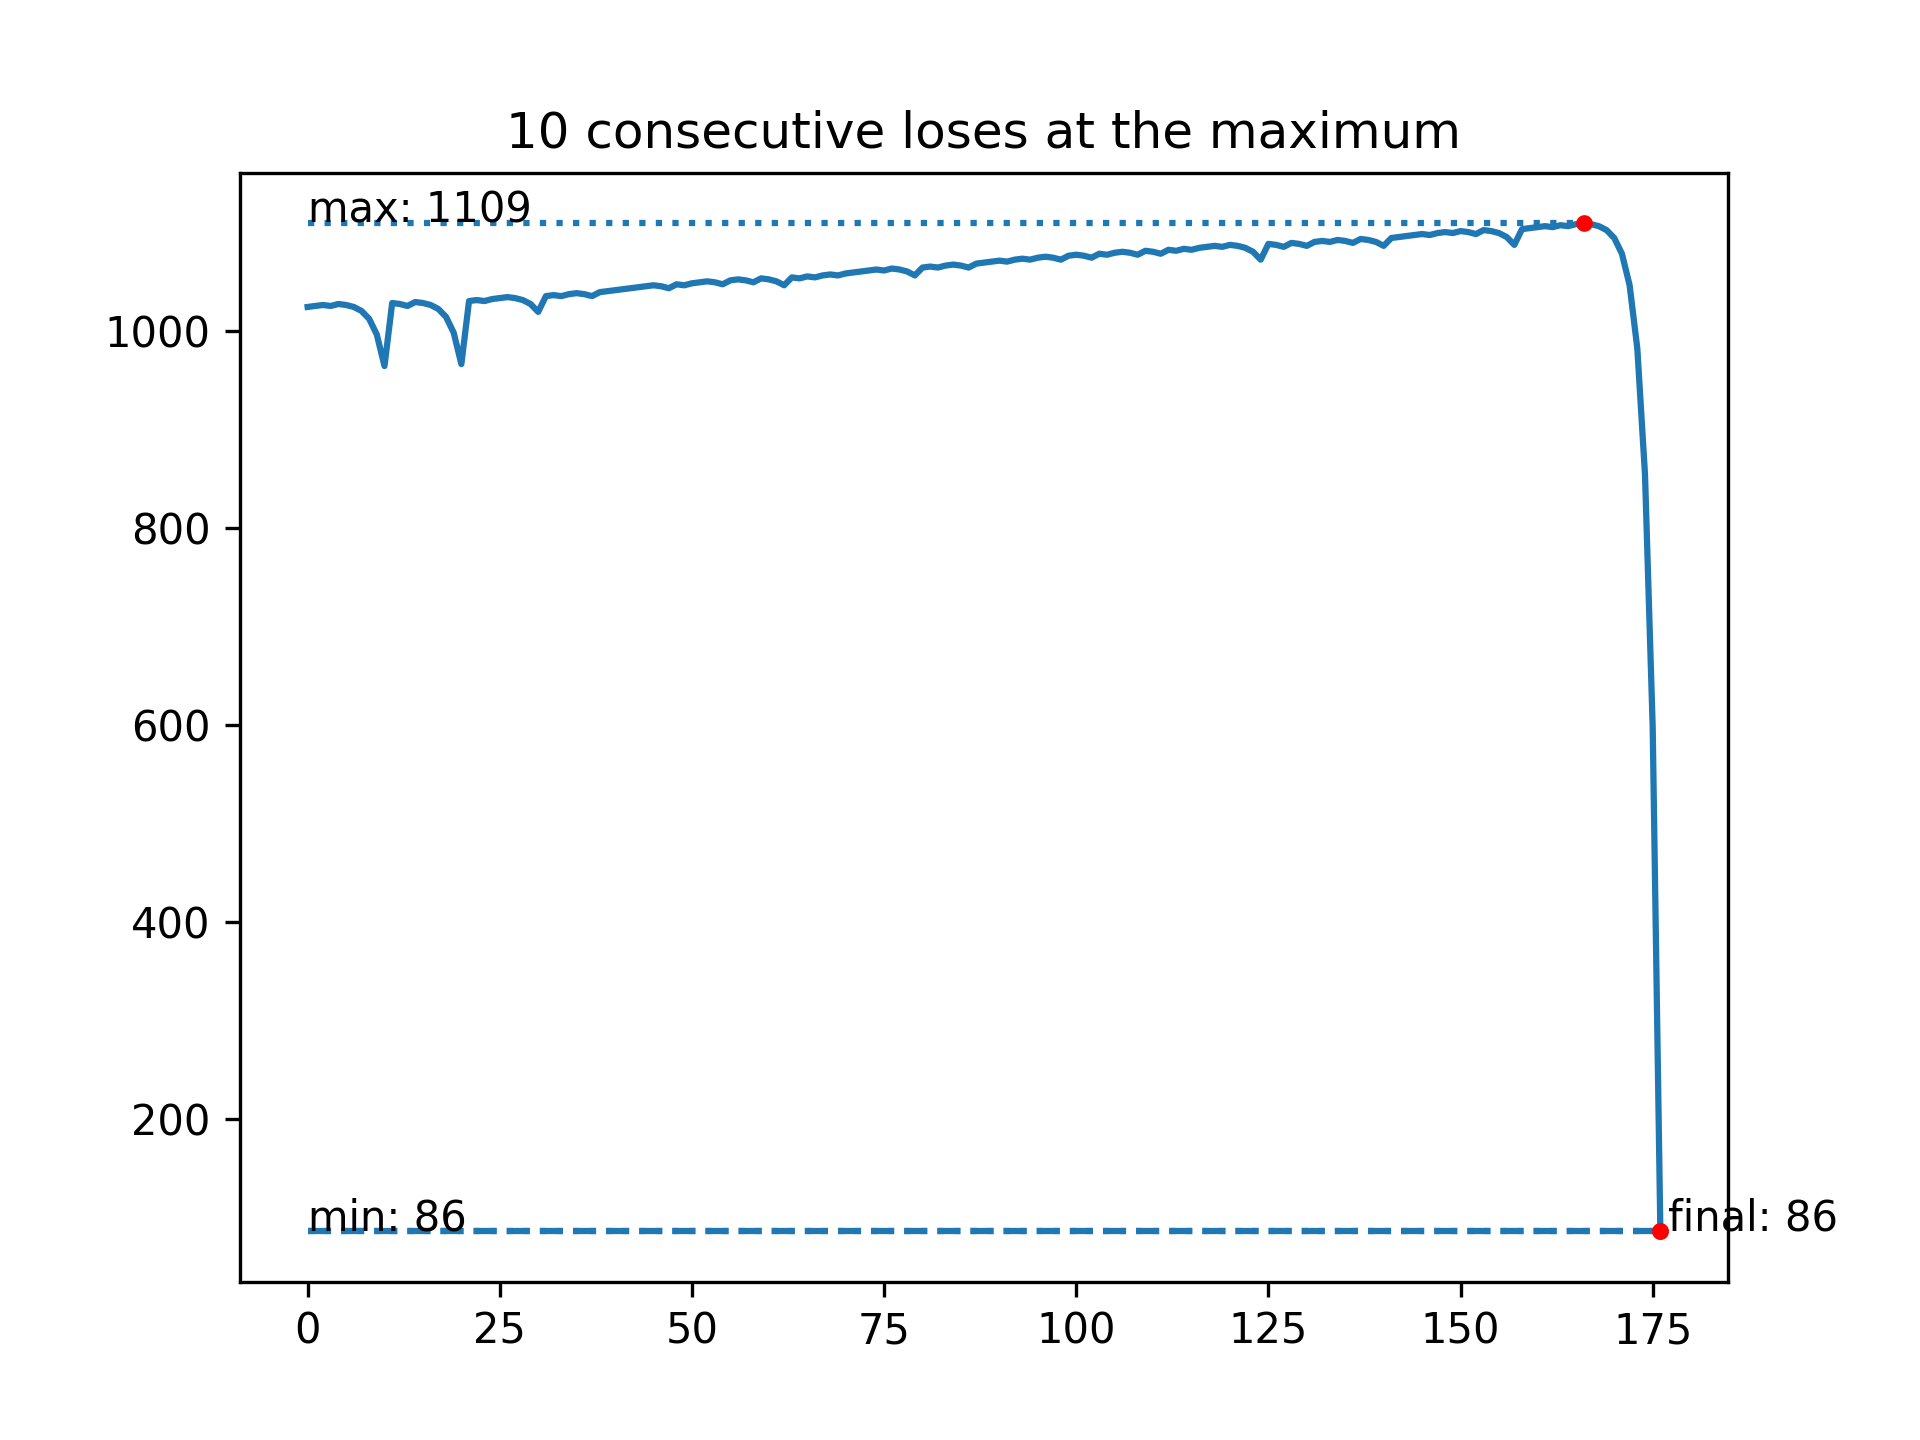 10 consecutive loses at the maximum
max: 1109
1000
800
600
400
200
min: 86
final: 86
0 25 50 75 100 125 150 175